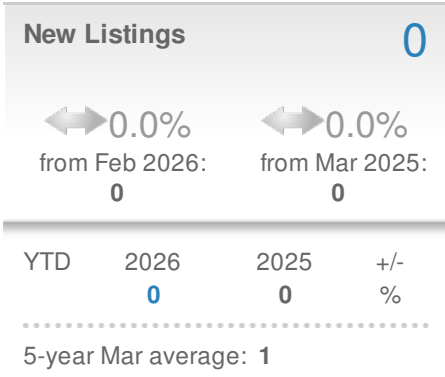 New Listings 0
0.0% 0.0%
from Feb 2026: from Mar 2025:
0 0
YTD 2026 2025 +/-
0 0 %
5-year Mar average: 1